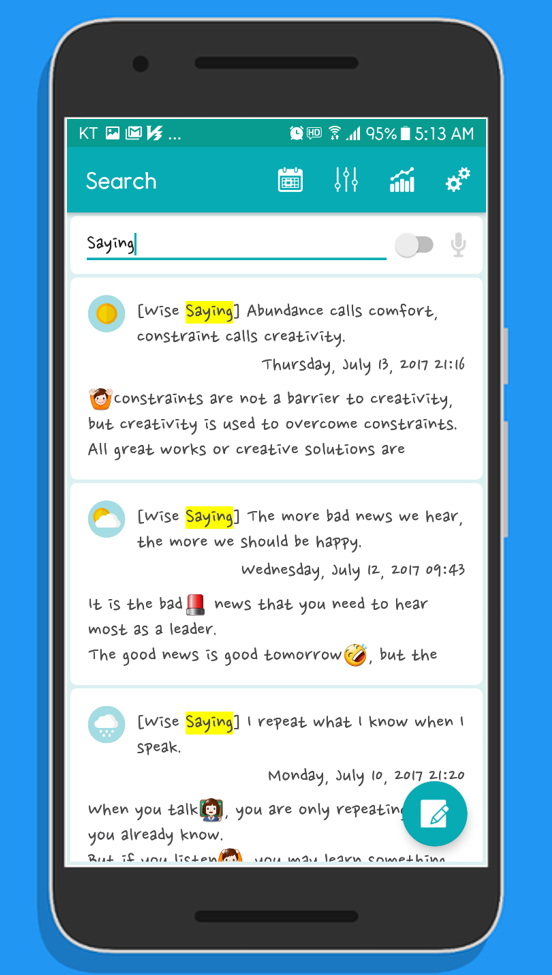 KT ... HD 95% 5:13 AM
Search
Saying
[Wise Saying] Abundance calls comfort,
constraint calls creativity.
Thursday, July 13, 2017 21:16
constraints are not a barrier to creativity,
but creativity is used to overcome constraints.
All great works or creative solutions are
[Wise Saying] The more bad news we hear,
the more we should be happy.
Wednesday, July 12, 2017 09:43
It is the bad news that you need to hear
most as a leader.
The good news is good tomorrow, but the
[Wise Saying] I repeat what I know when I
speak.
Monday, July 10, 2017 21:20
When you talk, you are only repeating
you already know.
But if you listen, you may learn something